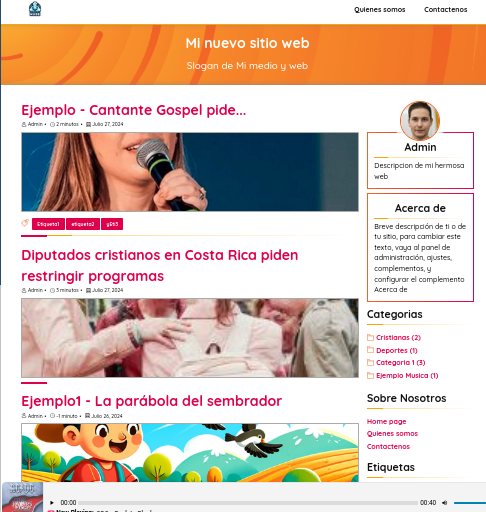 Quienes somos Contactenos
Mi nuevo sitio web
Slogan de Mi medio y web
Ejemplo - Cantante Gospel pide...
Admin • 2 minutos • Julio 27, 2024
Etiqueta1 etiqueta2 y863
Diputados cristianos en Costa Rica piden
restringir programas
Admin • 3 minutos • Julio 27, 2024
Ejemplo1 - La parábola del sembrador
Admin • -1 minuto • Julio 26, 2024
Admin
Descripcion de mi hermosa
web
Acerca de
Breve descripción de ti o de
tu sitio, para cambiar este
texto, vaya al panel de
administración, ajustes,
complementos, y
configurar el complemento
Acerca de
Categorias
Cristianas (2)
Deportes (1)
Categoria 1 (3)
Ejemplo Musica (1)
Sobre Nosotros
Home page
Quienes somos
Contactenos
Etiquetas
00:00 00:40